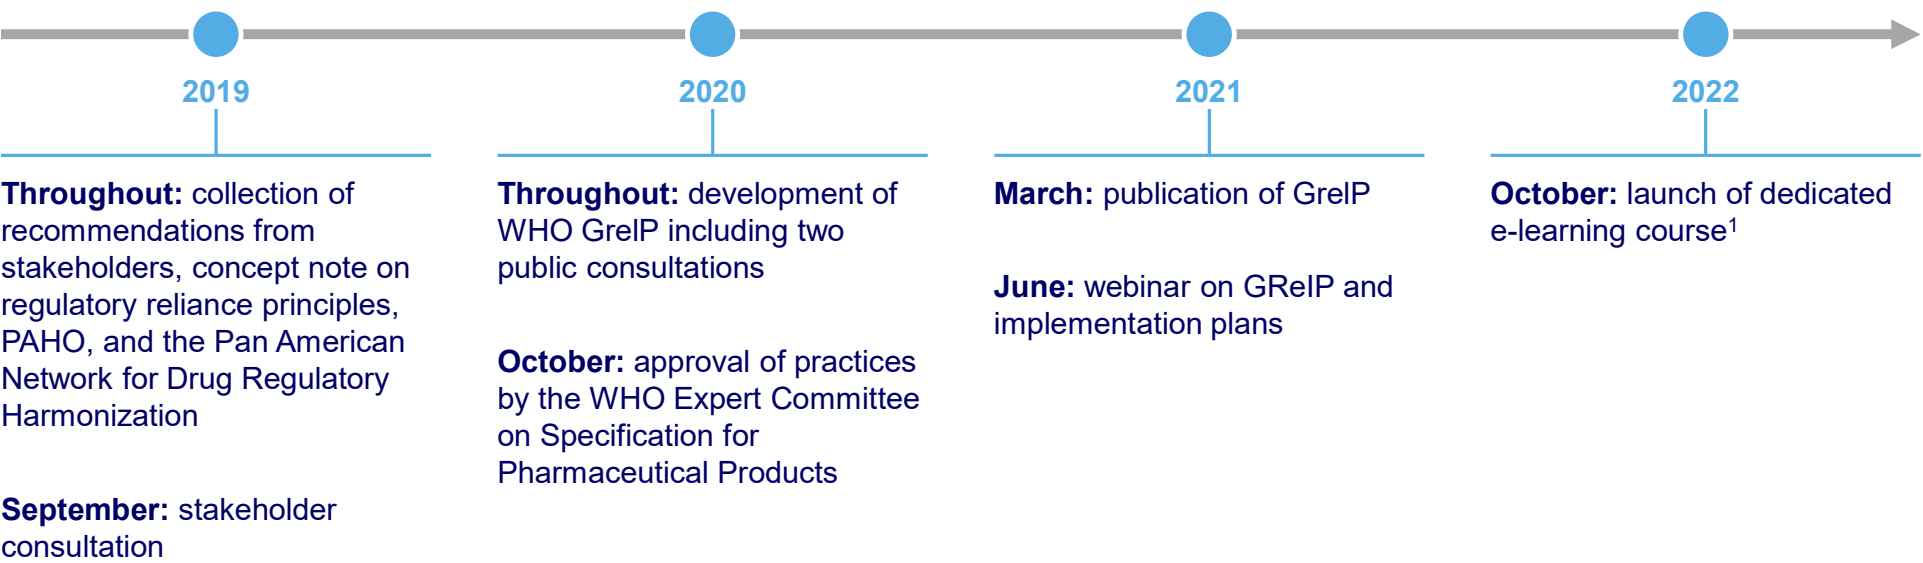 2019
Throughout: collection of
recommendations from
stakeholders, concept note on
regulatory reliance principles,
PAHO, and the Pan American
Network for Drug Regulatory
Harmonization
September: stakeholder
consultation
2020
Throughout: development of
WHO GreIP including two
public consultations
October: approval of practices
by the WHO Expert Committee
on Specification for
Pharmaceutical Products
2021
March: publication of GreIP
June: webinar on GReIP and
implementation plans
2022
October: launch of dedicated
e-learning course¹